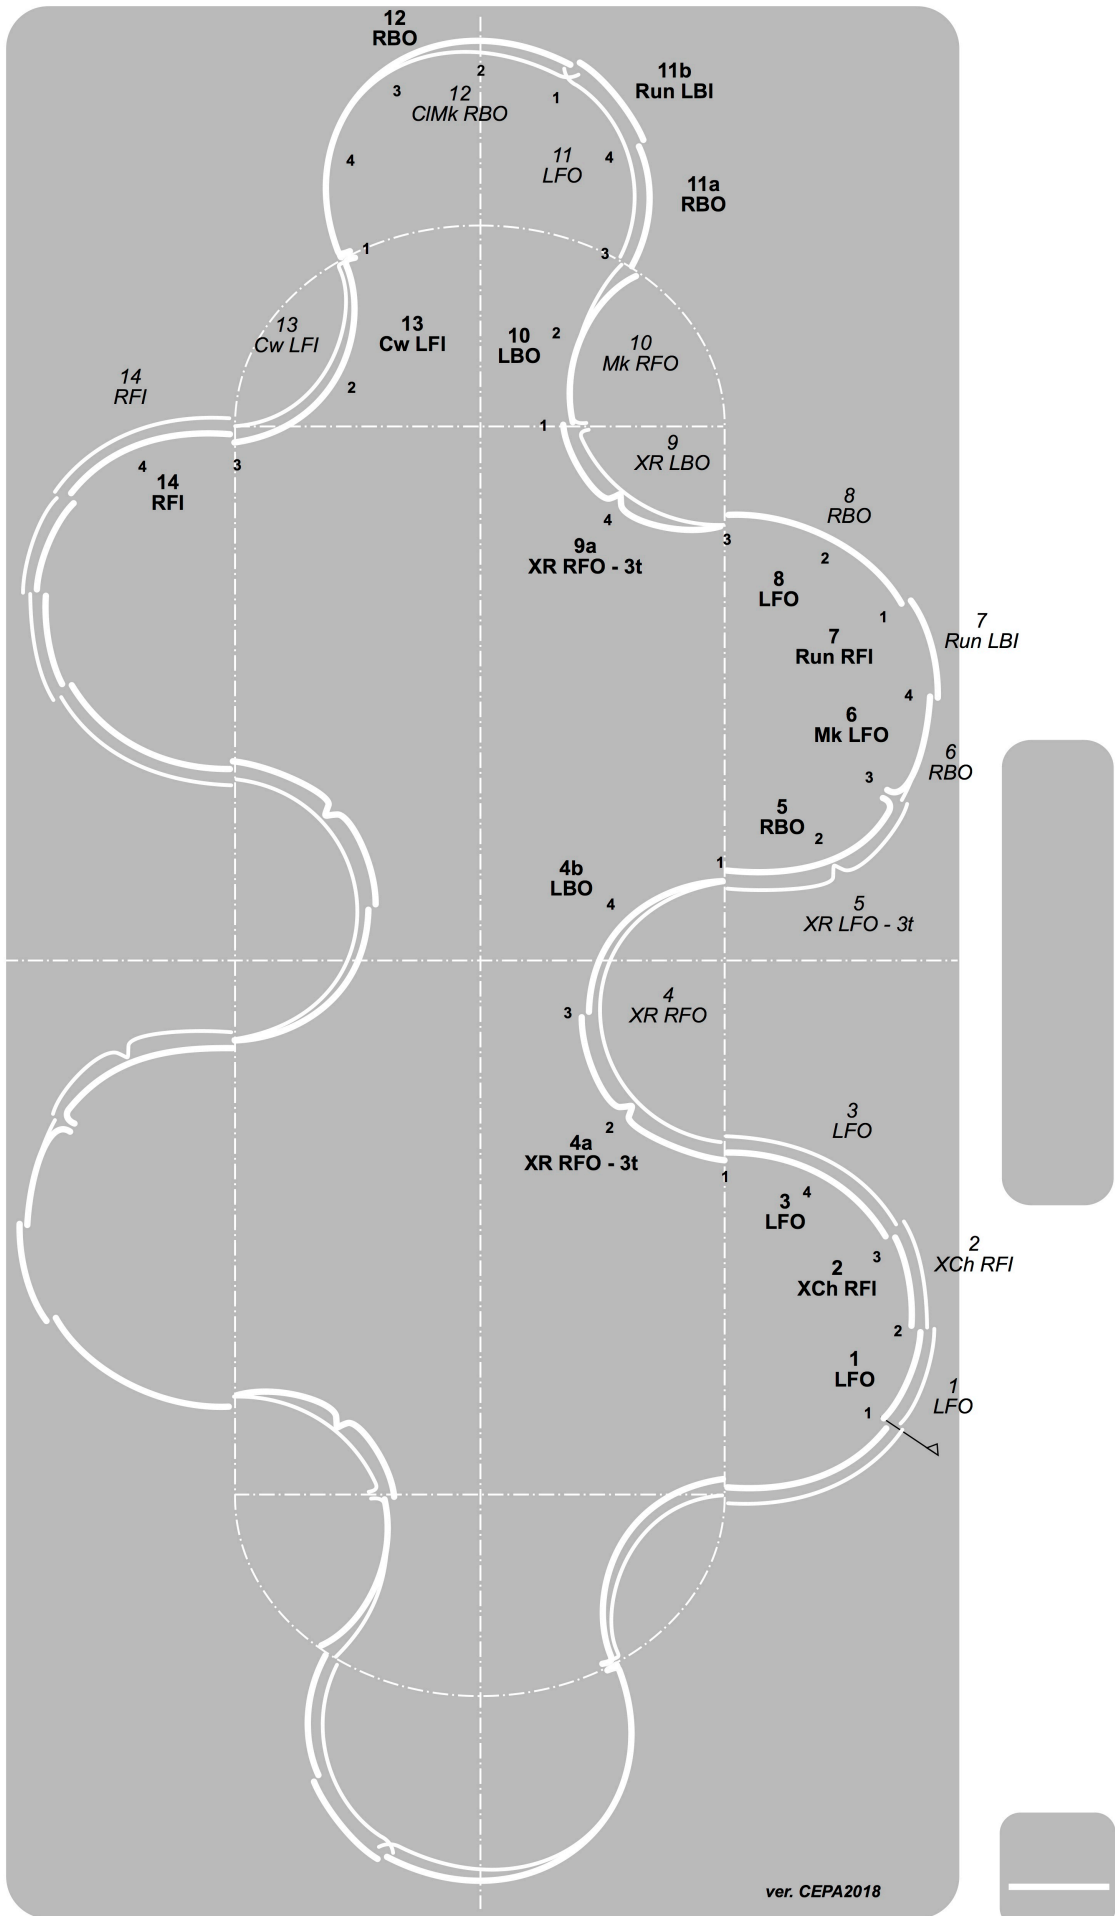 12
RBO
2
3
12
ClMk RBO
1
11b
Run LBI
4
11
LFO
4
11a
RBO
1
3
13
Cw LFI
13
Cw LFI
10
LBO
2
10
Mk RFO
14
RFI
2
1
9
XR LBO
4
3
14
RFI
8
RBO
4
3
9a
XR RFO - 3t
2
8
LFO
1
7
Run LBI
7
Run RFI
4
6
Mk LFO
6
RBO
3
5
RBO
2
1
4b
LBO
4
5
XR LFO - 3t
4
XR RFO
3
3
LFO
2
4a
XR RFO - 3t
1
4
3
LFO
2
XCh RFI
3
2
XCh RFI
2
1
LFO
1
LFO
1
ver. CEPA2018